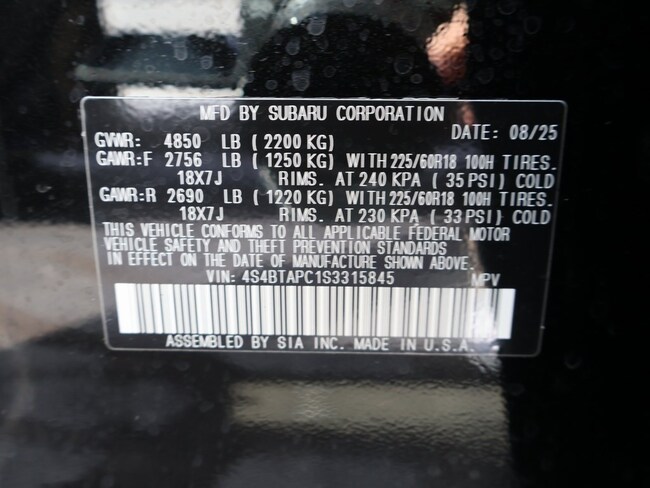 MFD BY SUBARU CORPORATION
DATE: 08/25
GVWR: 4850 LB ( 2200 KG)
GAWR:F 2756 LB ( 1250 KG) WITH 225/60R18 100H TIRES.
18X7J RIMS. AT 240 KPA ( 35 PSI) COLD
GAWR:R 2690 LB ( 1220 KG) WITH 225/60R18 100H TIRES.
18X7J RIMS. AT 230 KPA ( 33 PSI) COLD
THIS VEHICLE CONFORMS TO ALL APPLICABLE FEDERAL MOTOR
VEHICLE SAFETY AND THEFT PREVENTION STANDARDS
IN EFFECT ON THE DATE OF MANUFACTURE SHOWN ABOVE.
VIN: 4S4BTAPC1S3315845 MPV
ASSEMBLED BY SIA INC. MADE IN U.S.A.